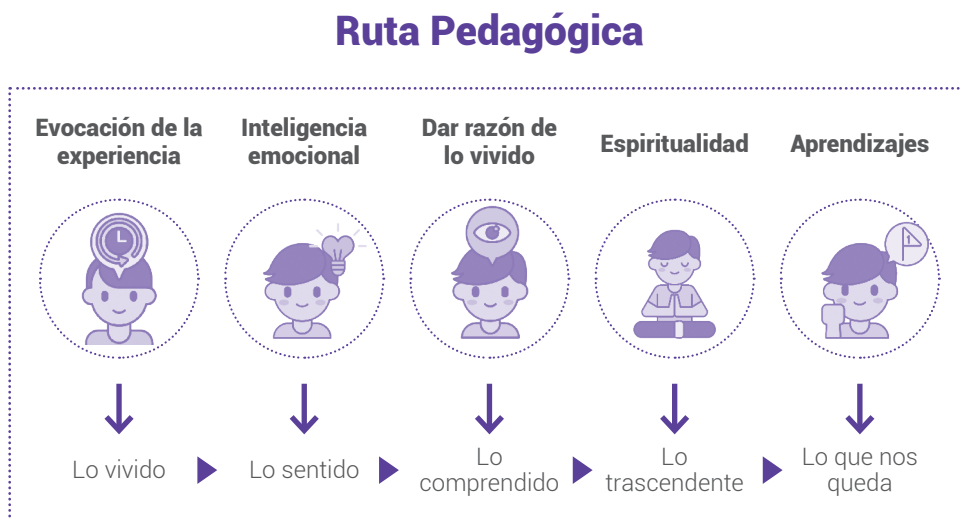 Ruta Pedagógica
Evocación de la
experiencia
Inteligencia
emocional
Dar razón de
lo vivido
Espiritualidad
Aprendizajes
1
Lo vivido
Lo sentido
Lo
comprendido
Lo
trascendente
Lo que nos
queda